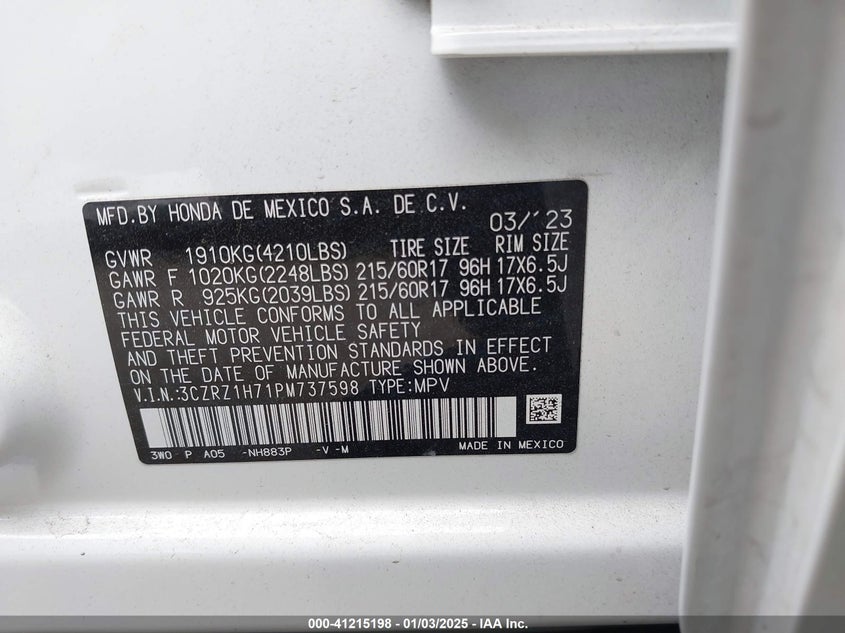 MFD.BY HONDA DE MEXICO S.A. DE C.V. 03/'23
GVWR 1910KG(4210LBS) TIRE SIZE RIM SIZE
GAWR F 1020KG(2248LBS) 215/60R17 96H 17X6.5J
GAWR R 925KG(2039LBS) 215/60R17 96H 17X6.5J
THIS VEHICLE CONFORMS TO ALL APPLICABLE
FEDERAL MOTOR VEHICLE SAFETY
AND THEFT PREVENTION STANDARDS IN EFFECT
ON THE DATE OF MANUFACTURE SHOWN ABOVE.
V.I.N.:3CZRZ1H71PM737598 TYPE:MPV
3W0 P A05 -NH883P -V -M MADE IN MEXICO
000-41215198 - 01/03/2025 - IAA Inc.